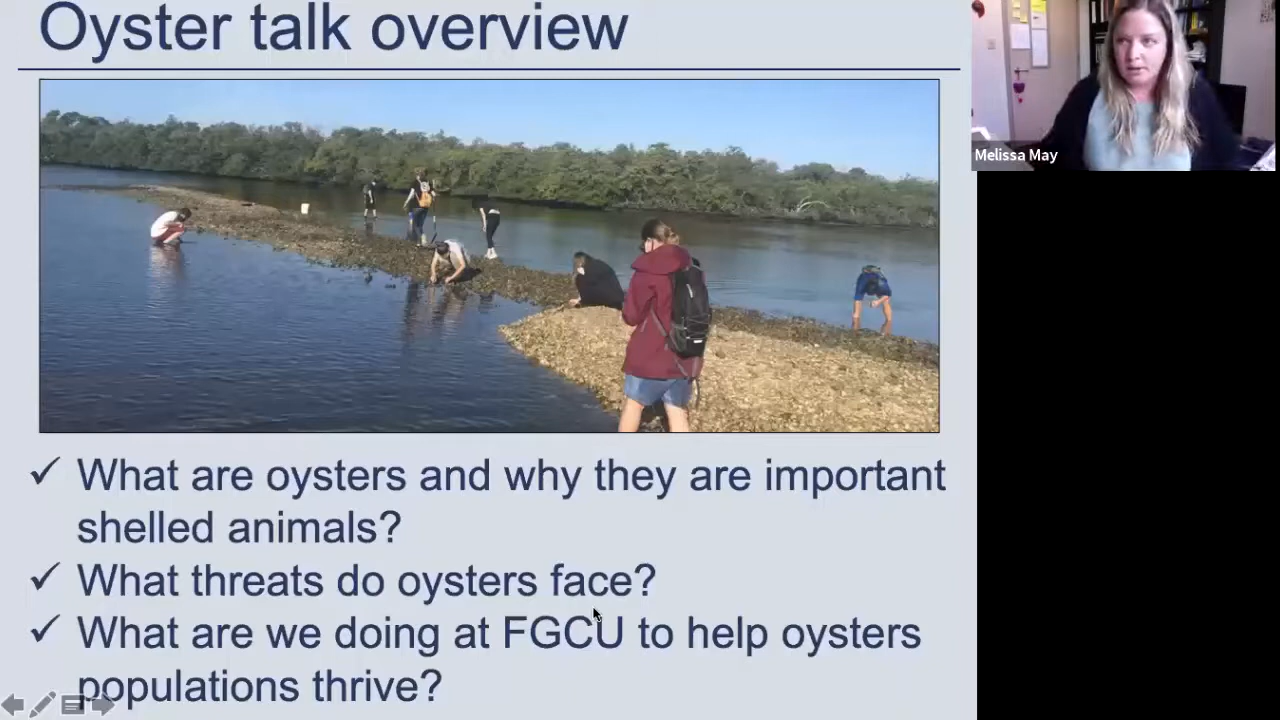 Oyster talk overview
Melissa May
✓ What are oysters and why they are important
shelled animals?
✓ What threats do oysters face?
✓ What are we doing at FGCU to help oysters
populations thrive?